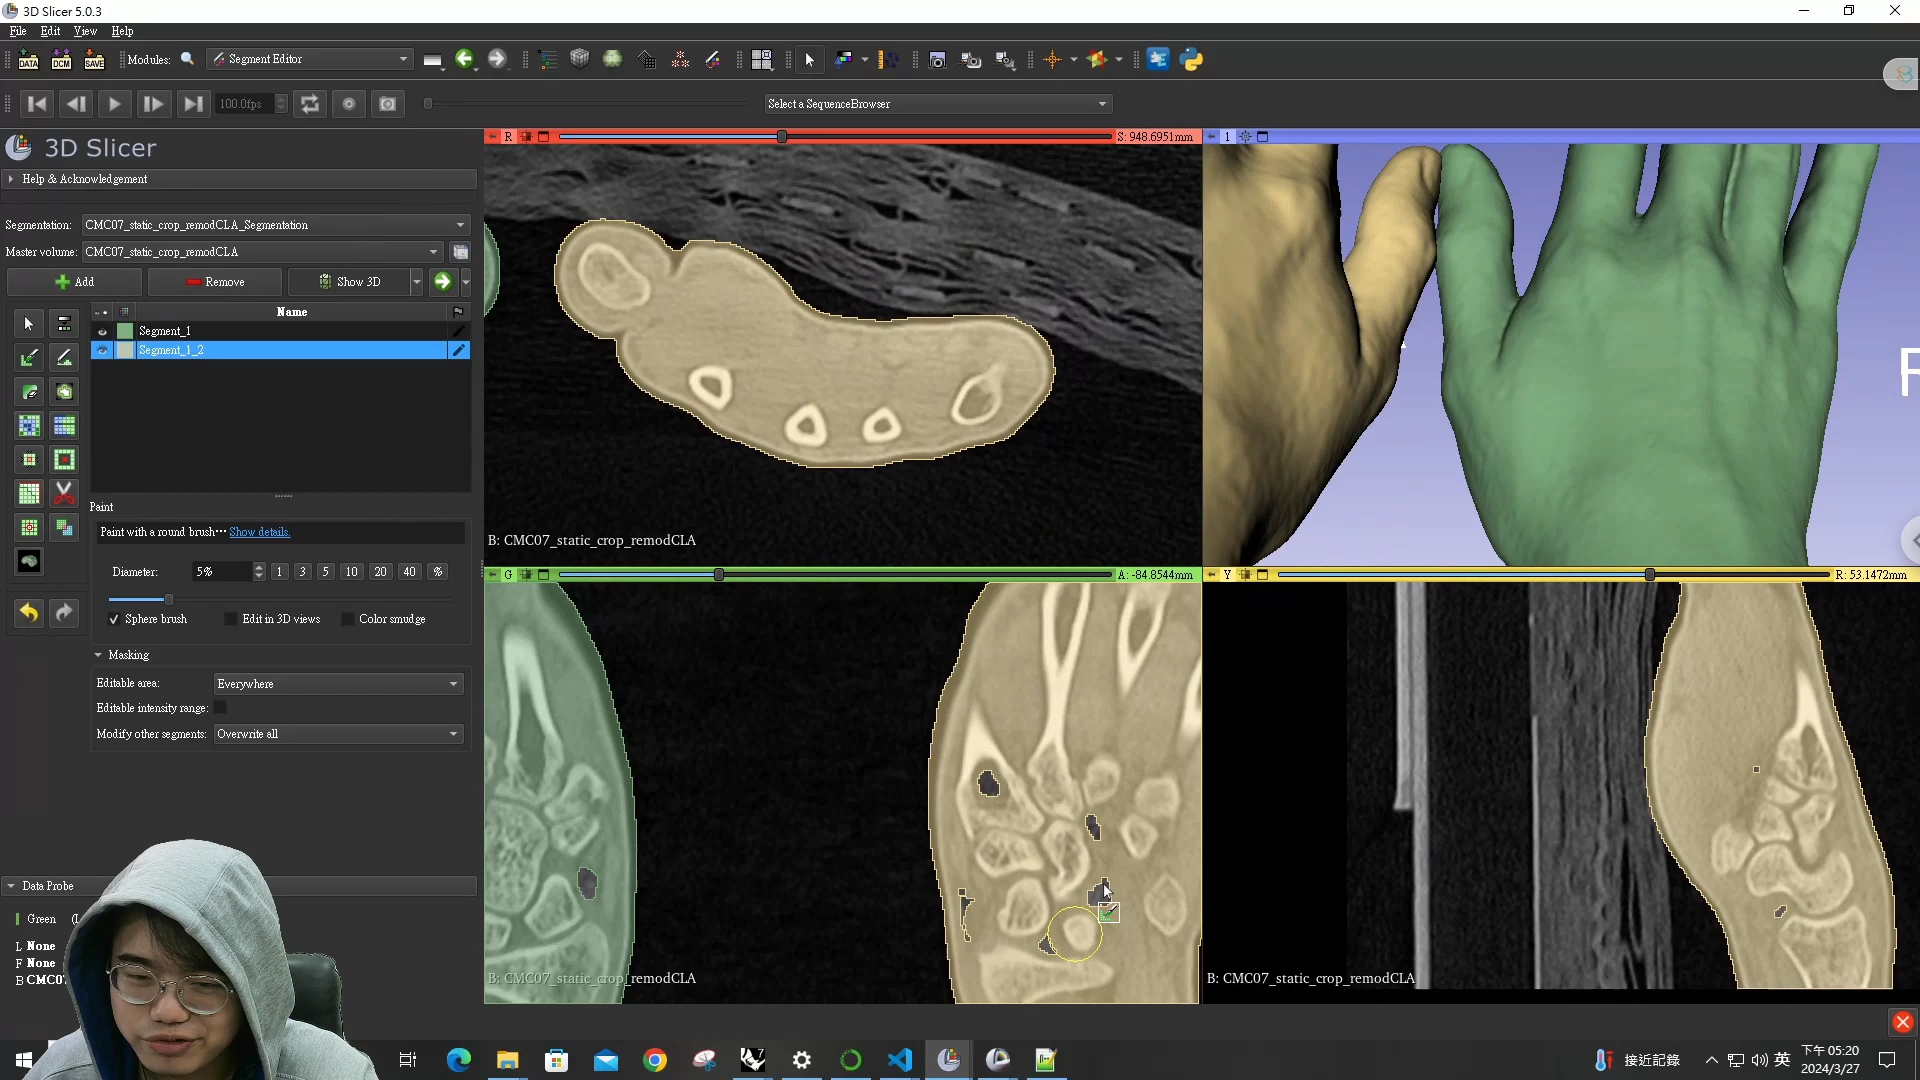 3D Slicer 5.0.3
File Edit View Help
DATA DCM SAVE Modules: Segment Editor
100.0fps Select a SequenceBrowser
3D Slicer
Help & Acknowledgement
Segmentation: CMC07_static_crop_remodCLA_Segmentation
Master volume: CMC07_static_crop_remodCLA
Add Remove Show 3D
Name
Segment_1
Segment_1_2
Paint
Paint with a round brush··· Show details.
Diameter: 5% 1 3 5 10 20 40 %
Sphere brush Edit in 3D views Color smudge
Masking
Editable area: Everywhere
Editable intensity range:
Modify other segments: Overwrite all
Data Probe
Green
L None
F None
B CMC07
R S: 948.6951mm
B: CMC07_static_crop_remodCLA
1
R
G A: -84.8544mm
B: CMC07_static_crop_remodCLA
Y R: 53.1472mm
B: CMC07_static_crop_remodCLA
接近記錄 英 下午 05:20
2024/3/27